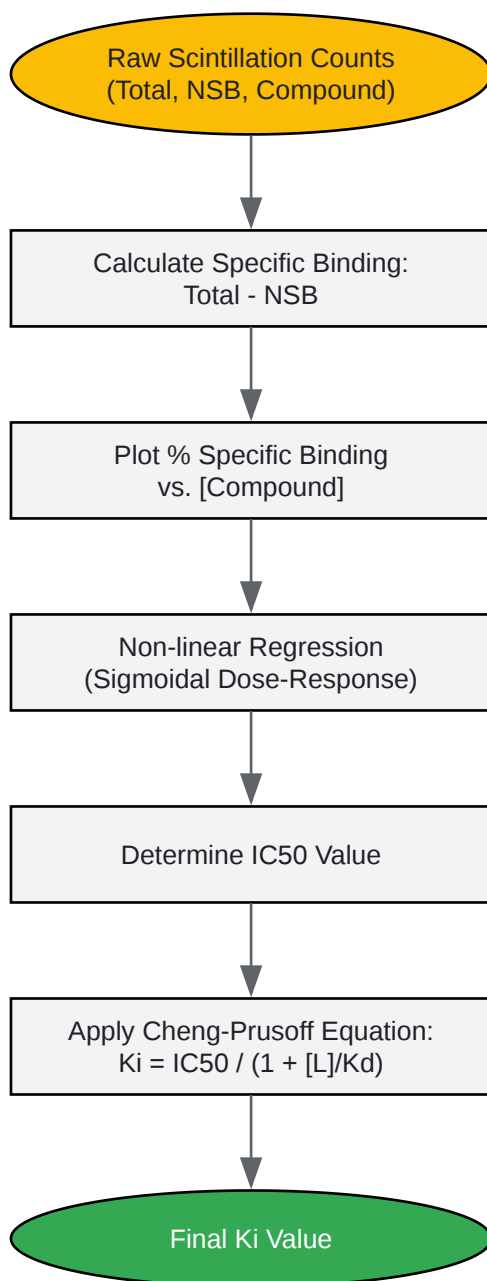 Raw Scintillation Counts
(Total, NSB, Compound)
Calculate Specific Binding:
Total - NSB
Plot % Specific Binding
vs. [Compound]
Non-linear Regression
(Sigmoidal Dose-Response)
Determine IC50 Value
Apply Cheng-Prusoff Equation:
Ki = IC50 / (1 + [L]/Kd)
Final Ki Value